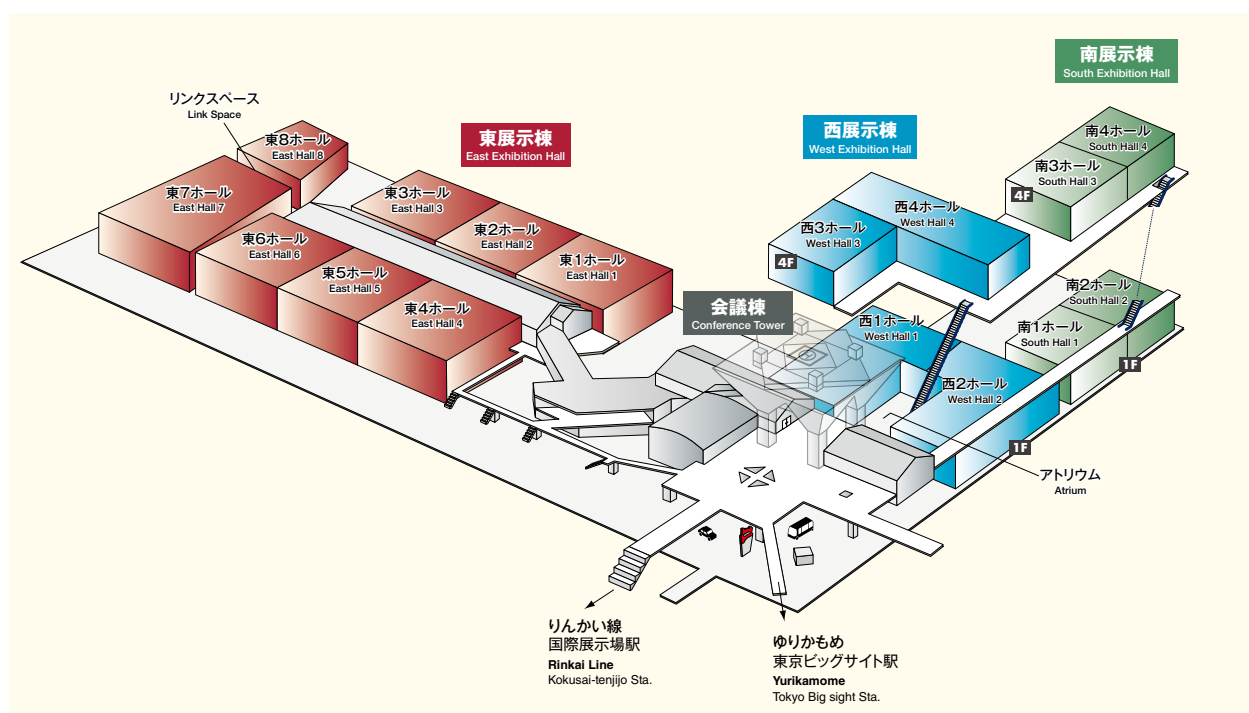 南展示棟
South Exhibition Hall
リンクスペース
Link Space
東展示棟
East Exhibition Hall
西展示棟
West Exhibition Hall
東8ホール
East Hall 8
東7ホール
East Hall 7
東6ホール
East Hall 6
東5ホール
East Hall 5
東4ホール
East Hall 4
東3ホール
East Hall 3
東2ホール
East Hall 2
東1ホール
East Hall 1
会議棟
Conference Tower
西3ホール
West Hall 3
4F
西4ホール
West Hall 4
西1ホール
West Hall 1
西2ホール
West Hall 2
1F
南4ホール
South Hall 4
南3ホール
South Hall 3
4F
南2ホール
South Hall 2
南1ホール
South Hall 1
1F
アトリウム
Atrium
りんかい線
国際展示場駅
Rinkai Line
Kokusai-tenjijo Sta.
ゆりかもめ
東京ビッグサイト駅
Yurikamome
Tokyo Big sight Sta.